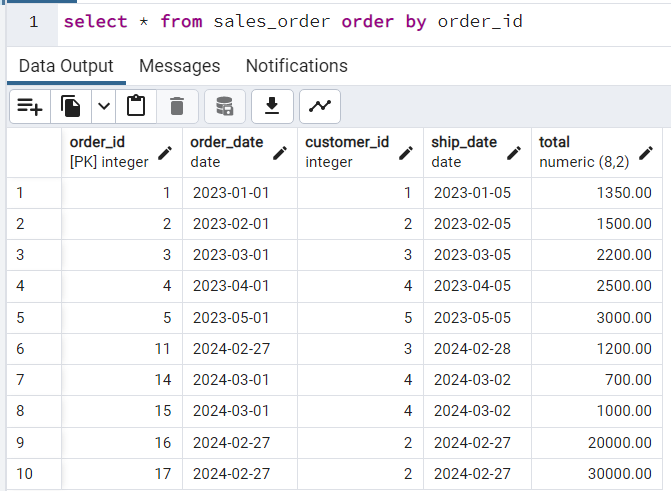 1 select * from sales_order order by order_id
Data Output Messages Notifications
order_id order_date customer_id ship_date total
[PK] integer date integer date numeric (8,2)
1 1 2023-01-01 1 2023-01-05 1350.00
2 2 2023-02-01 2 2023-02-05 1500.00
3 3 2023-03-01 3 2023-03-05 2200.00
4 4 2023-04-01 4 2023-04-05 2500.00
5 5 2023-05-01 5 2023-05-05 3000.00
6 11 2024-02-27 3 2024-02-28 1200.00
7 14 2024-03-01 4 2024-03-02 700.00
8 15 2024-03-01 4 2024-03-02 1000.00
9 16 2024-02-27 2 2024-02-27 20000.00
10 17 2024-02-27 2 2024-02-27 30000.00